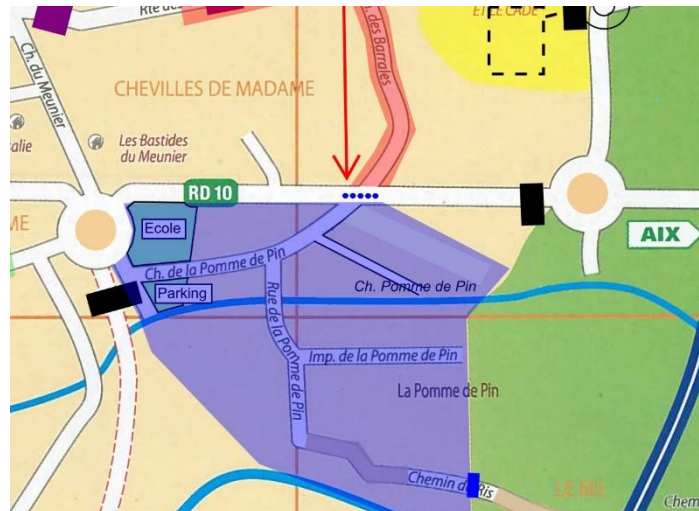 Rte des
ET LE CADE
Ch. des Barrales
Ch. du Meunier
CHEVILLES DE MADAME
alie
Les Bastides
du Meunier
RD 10
ME
Ecole
AIX
Ch. de la Pomme de Pin
Ch. Pomme de Pin
Parking
Rue de la Pomme de Pin
Imp. de la Pomme de Pin
La Pomme de Pin
Chemin du Ris
LE RIS
Chem